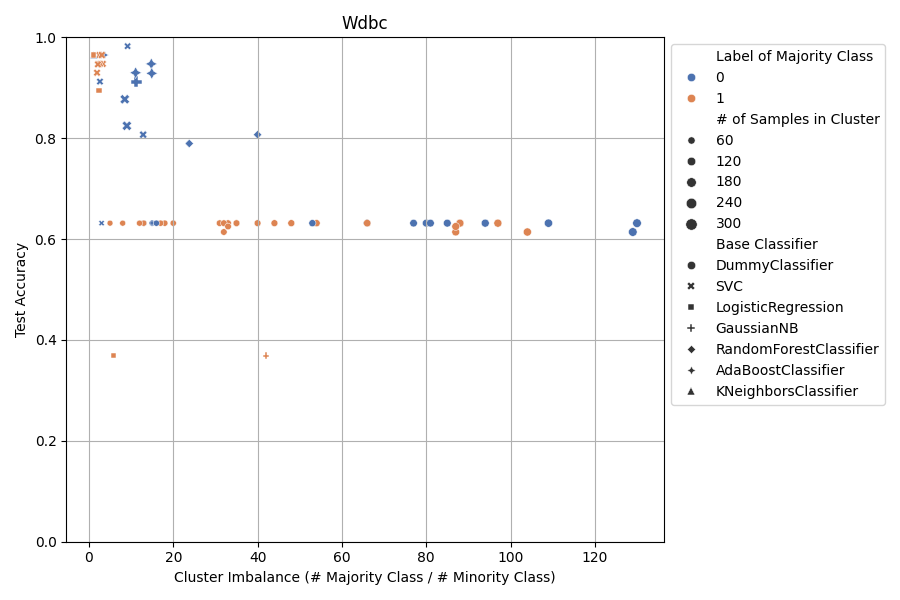 Wdbc
1.0
0.8
0.6
0.4
0.2
0.0
Test Accuracy
0 20 40 60 80 100 120
Cluster Imbalance (# Majority Class / # Minority Class)
Label of Majority Class
0
1
# of Samples in Cluster
60
120
180
240
300
Base Classifier
DummyClassifier
SVC
LogisticRegression
GaussianNB
RandomForestClassifier
AdaBoostClassifier
KNeighborsClassifier